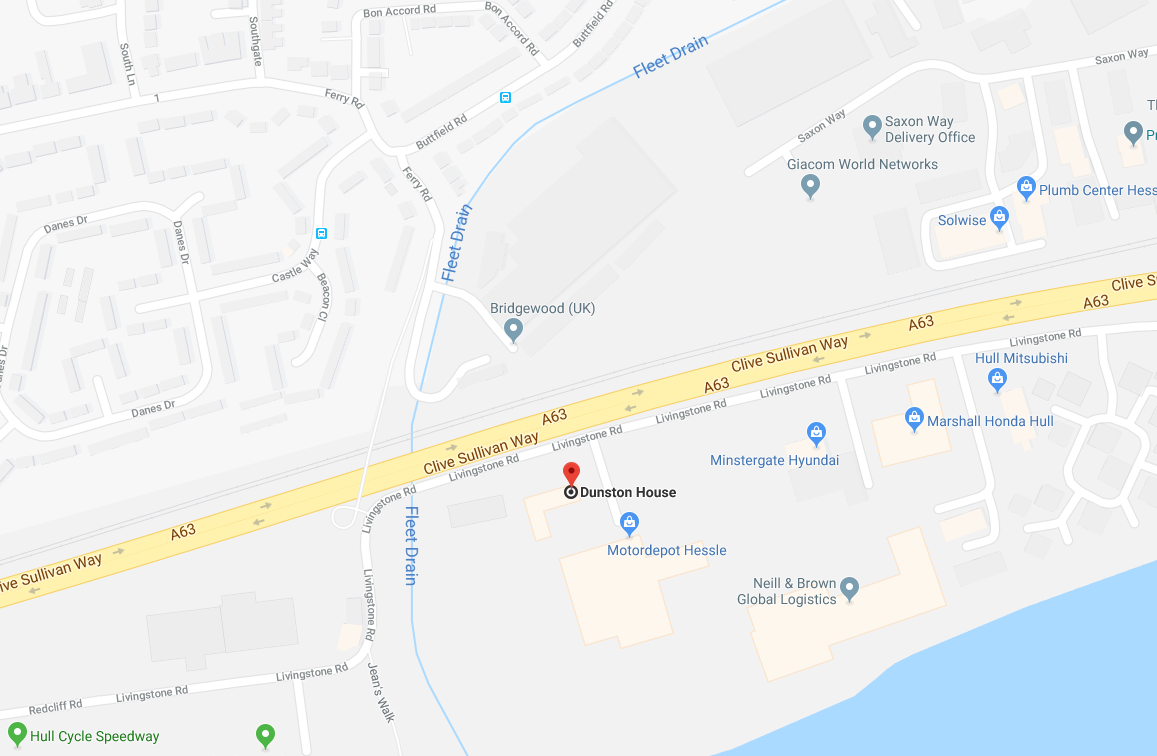 Bon Accord Rd
Bon Accord Rd
Buttfield Rd
Southgate
South Ln
Fleet Drain
Saxon Way
1
Ferry Rd
Buttfield Rd
Saxon Way
Saxon Way
Delivery Office
Giacom World Networks
Ferry Rd
Plumb Center Hess
Solwise
Danes Dr
Danes Dr
Fleet Drain
Castle Way
Beacon Cl
Clive S
A63
Bridgewood (UK)
A63
Livingstone Rd
Clive Sullivan Way
Hull Mitsubishi
Livingstone Rd
anes Dr
A63
Livingstone Rd
Livingstone Rd
Danes Dr
A63
Livingstone Rd
Marshall Honda Hull
Clive Sullivan Way
Minstergate Hyundai
Livingstone Rd
Dunston House
Livingstone Rd
A63
Fleet Drain
Motordepot Hessle
ive Sullivan Way
Neill & Brown
Global Logistics
Livingstone Rd
Livingstone Rd
Livingstone Rd
Jean's Walk
Redcliff Rd
Hull Cycle Speedway